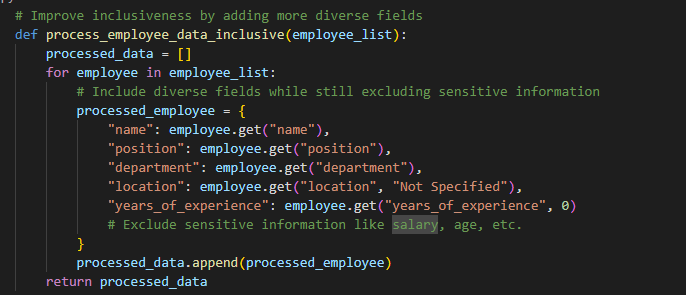 # Improve inclusiveness by adding more diverse fields
def process_employee_data_inclusive(employee_list):
    processed_data = []
    for employee in employee_list:
        # Include diverse fields while still excluding sensitive information
        processed_employee = {
            "name": employee.get("name"),
            "position": employee.get("position"),
            "department": employee.get("department"),
            "location": employee.get("location", "Not Specified"),
            "years_of_experience": employee.get("years_of_experience", 0)
            # Exclude sensitive information like salary, age, etc.
        }
        processed_data.append(processed_employee)
    return processed_data